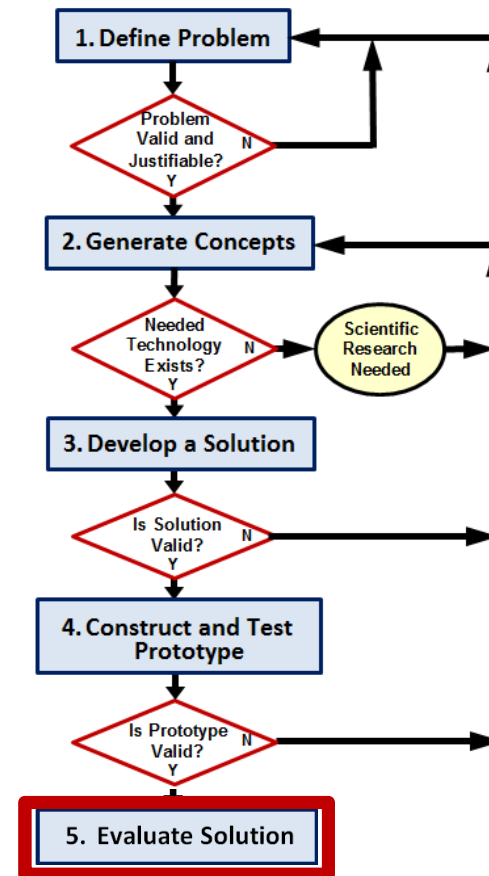 1. Define Problem
Problem
Valid and
Justifiable?
N
Y
2. Generate Concepts
Needed
Technology
Exists?
N
Y
Scientific
Research
Needed
3. Develop a Solution
Is Solution
Valid?
N
Y
4. Construct and Test
Prototype
Is Prototype
Valid?
N
Y
5. Evaluate Solution